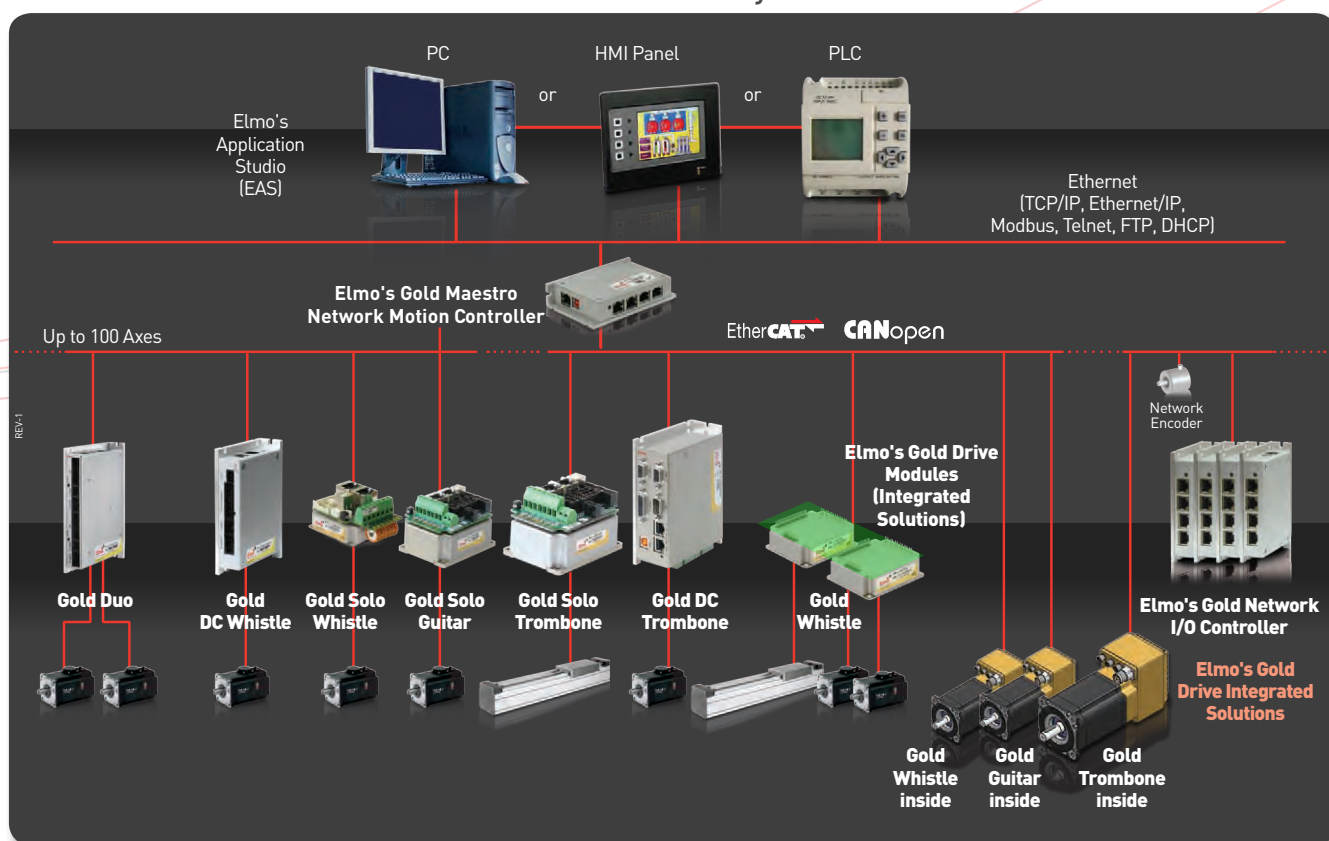 PC
HMI Panel
PLC
or
or
Elmo's
Application
Studio
(EAS)
Ethernet
(TCP/IP, Ethernet/IP,
Modbus, Telnet, FTP, DHCP)
Elmo's Gold Maestro
Network Motion Controller
EtherCAT
CANopen
Up to 100 Axes
REV-1
Network
Encoder
Elmo's Gold Drive
Modules
(Integrated
Solutions)
Gold Duo
Gold
DC Whistle
Gold Solo
Whistle
Gold Solo
Guitar
Gold Solo
Trombone
Gold DC
Trombone
Gold
Whistle
Elmo's Gold Network
I/O Controller
Elmo's Gold
Drive Integrated
Solutions
Gold
Whistle
inside
Gold
Guitar
inside
Gold
Trombone
inside